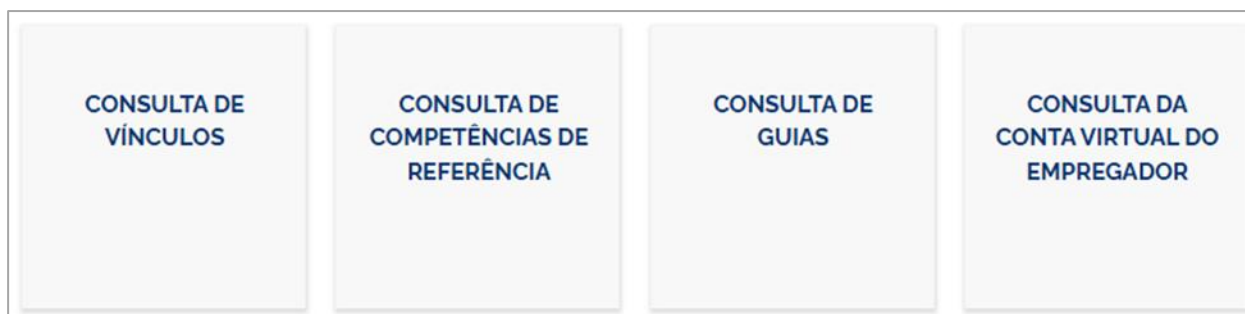 CONSULTA DE
VÍNCULOS
CONSULTA DE
COMPETÊNCIAS DE
REFERÊNCIA
CONSULTA DE
GUIAS
CONSULTA DA
CONTA VIRTUAL DO
EMPREGADOR